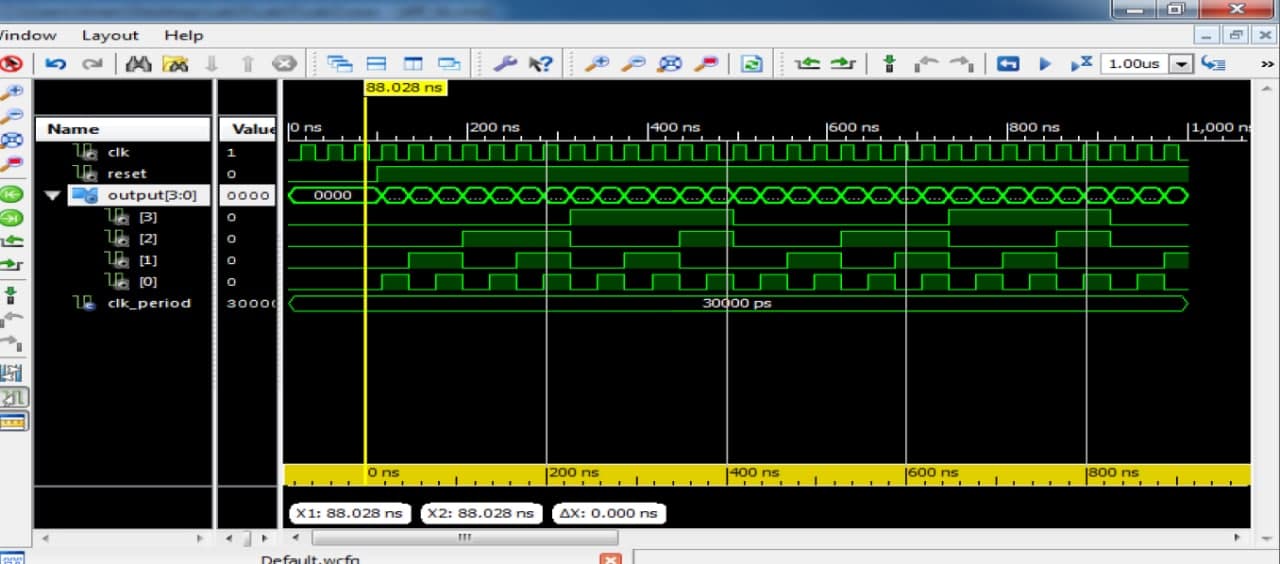 Window Layout Help
1.00us
»
88.028 ns
Name Value
0 ns 200 ns 400 ns 600 ns 800 ns 1,000 ns
clk 1
reset 0
output[3:0] 0000 0000
[3] 0
[2] 0
[1] 0
[0] 0
clk_period 30000 30000 ps
0 ns 200 ns 400 ns 600 ns 800 ns
X1: 88.028 ns X2: 88.028 ns ΔX: 0.000 ns
Default.wcfg